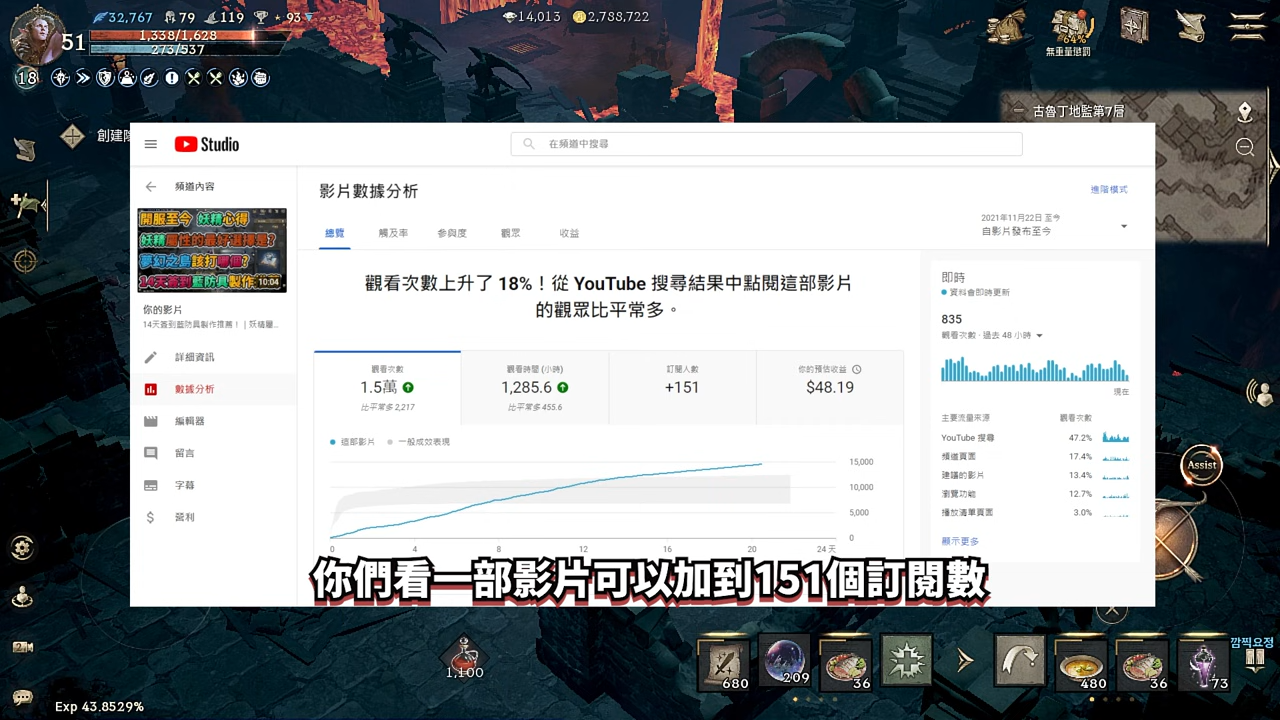 32,767 79 119 93
14,013 2,788,722
51
1,338/1,628
273/537
64%
無重量懲罰
18
古魯丁地監第7層
創建隊
Studio
在頻道中搜尋
頻道內容
影片數據分析
進階模式
總覽 觸及率 參與度 觀眾 收益
2021年11月22日 至今
自影片發布至今
開服至今 妖精心得
妖精屬性的最好選擇是?
夢幻之島該打哪個?
14天簽到藍防具製作
10:04
你的影片
14天簽到藍防具製作推薦！｜妖精屬...
詳細資訊
數據分析
編輯器
留言
字幕
營利
觀看次數上升了 18%！從 YouTube 搜尋結果中點閱這部影片
的觀眾比平常多。
觀看次數
1.5萬
比平常多 2,217
觀看時間 (小時)
1,285.6
比平常多 455.6
訂閱人數
+151
你的預估收益
$48.19
這部影片 一般成效表現
15,000
10,000
5,000
0
0 4 8 12 16 20 24 天
即時
資料會即時更新
835
觀看次數 · 過去 48 小時
現在
主要流量來源 觀看次數
YouTube 搜尋 47.2%
頻道頁面 17.4%
建議的影片 13.4%
瀏覽功能 12.7%
播放清單頁面 3.0%
顯示更多
Assist
你們看一部影片可以加到151個訂閱數
1,100
680 209 36 480 36 73
깜찍요정
Exp 43.8529%